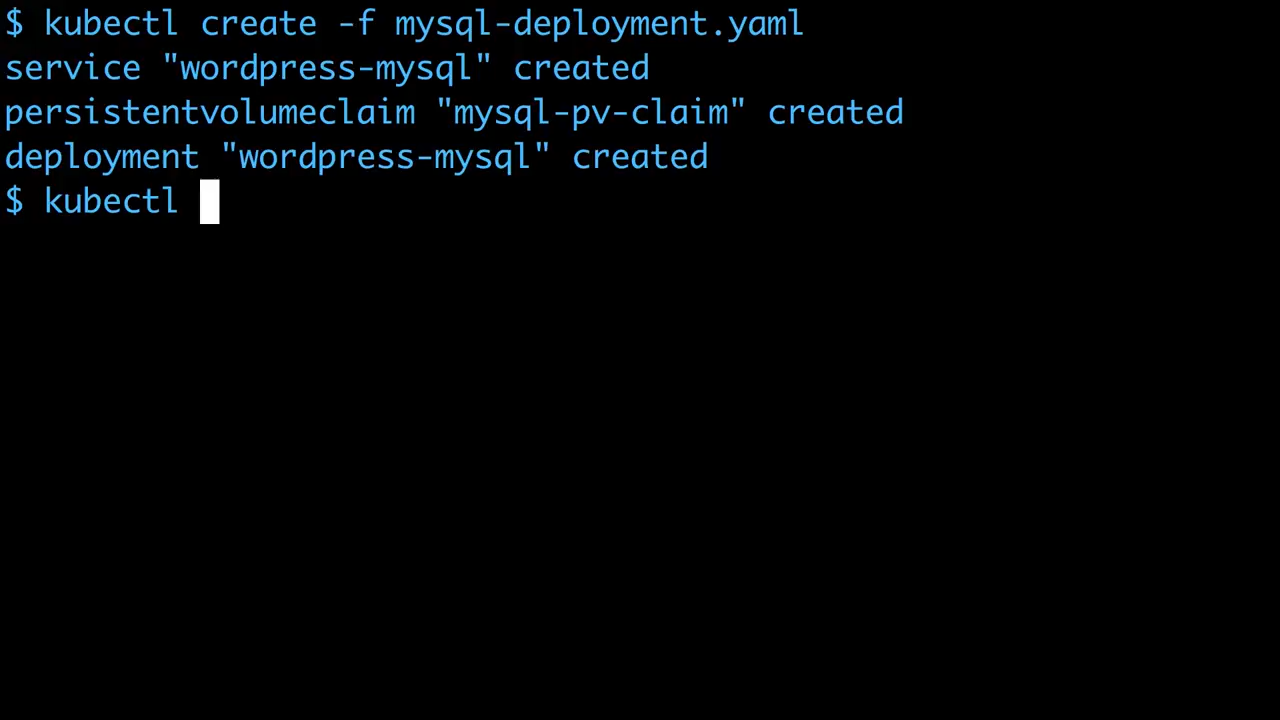 $ kubectl create -f mysql-deployment.yaml
service "wordpress-mysql" created
persistentvolumeclaim "mysql-pv-claim" created
deployment "wordpress-mysql" created
$ kubectl